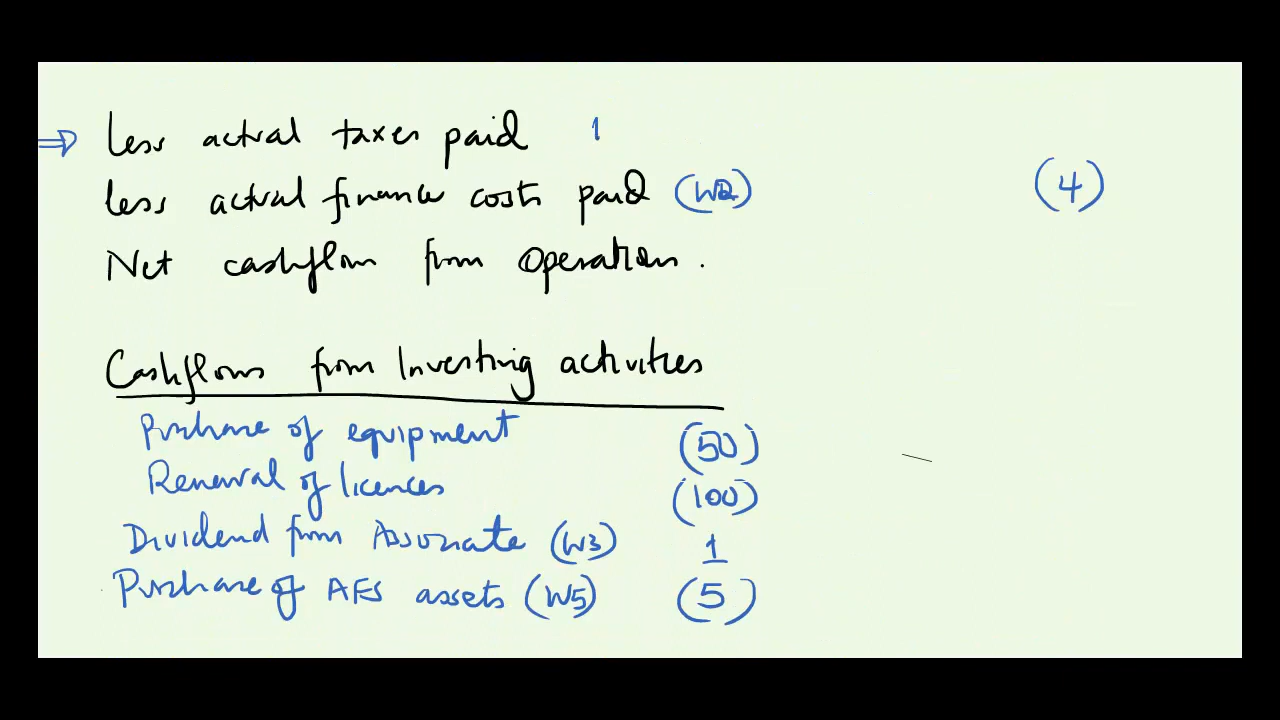 ⇒ Less actual taxes paid 1
less actual finance costs paid (W2) (4)
Net cashflow from operation.
Cashflows from Investing activities
Purchase of equipment (50)
Renewal of licences (100)
Dividend from Associate (W3) 1
Purchase of AFS assets (W5) (5)